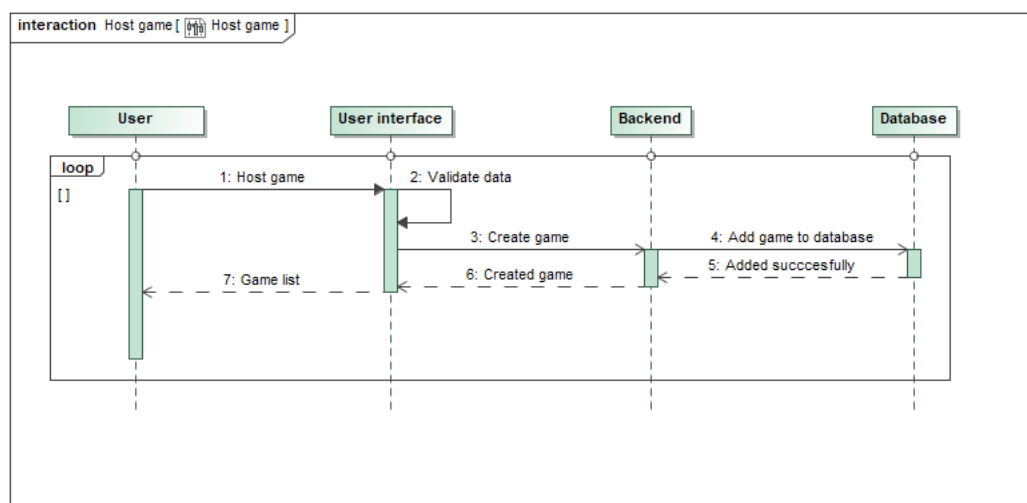 interaction Host game [ Host game ]
User
User interface
Backend
Database
loop
[ ]
1: Host game
2: Validate data
3: Create game
4: Add game to database
5: Added succcesfully
6: Created game
7: Game list